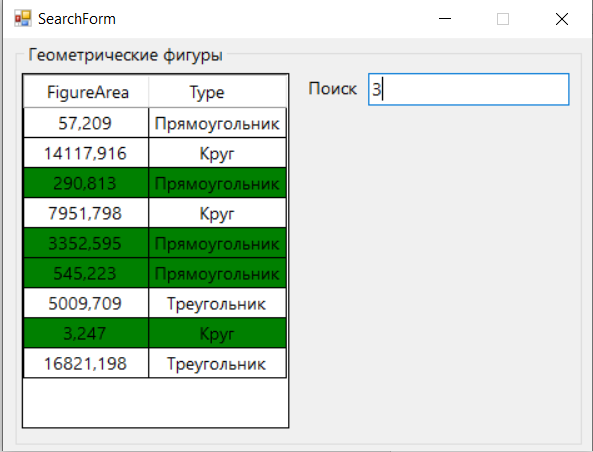 SearchForm
Геометрические фигуры
FigureArea Type
57,209 Прямоугольник
14117,916 Круг
290,813 Прямоугольник
7951,798 Круг
3352,595 Прямоугольник
545,223 Прямоугольник
5009,709 Треугольник
3,247 Круг
16821,198 Треугольник
Поиск 3